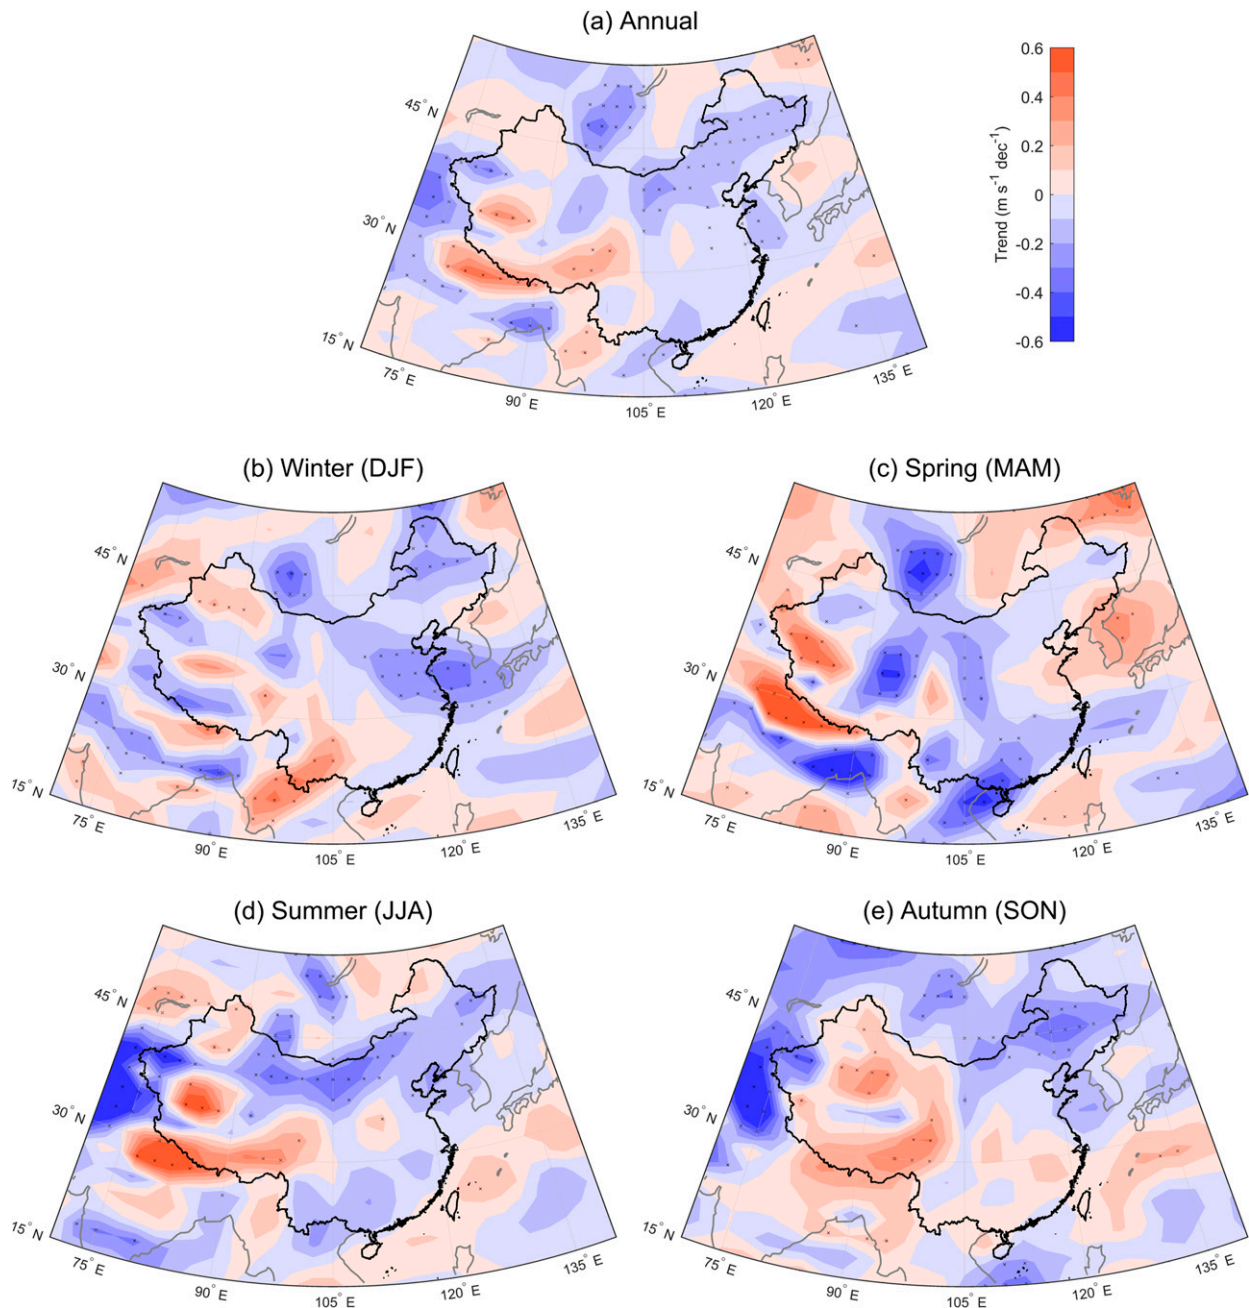 (a) Annual
0.6
0.4
0.2
0
-0.2
-0.4
-0.6
Trend (m s⁻¹ dec⁻¹)
45° N
30° N
15° N
75° E
90° E
105° E
120° E
135° E
(b) Winter (DJF)
45° N
30° N
15° N
75° E
90° E
105° E
120° E
135° E
(c) Spring (MAM)
45° N
30° N
15° N
75° E
90° E
105° E
120° E
135° E
(d) Summer (JJA)
45° N
30° N
15° N
75° E
90° E
105° E
120° E
135° E
(e) Autumn (SON)
45° N
30° N
15° N
75° E
90° E
105° E
120° E
135° E